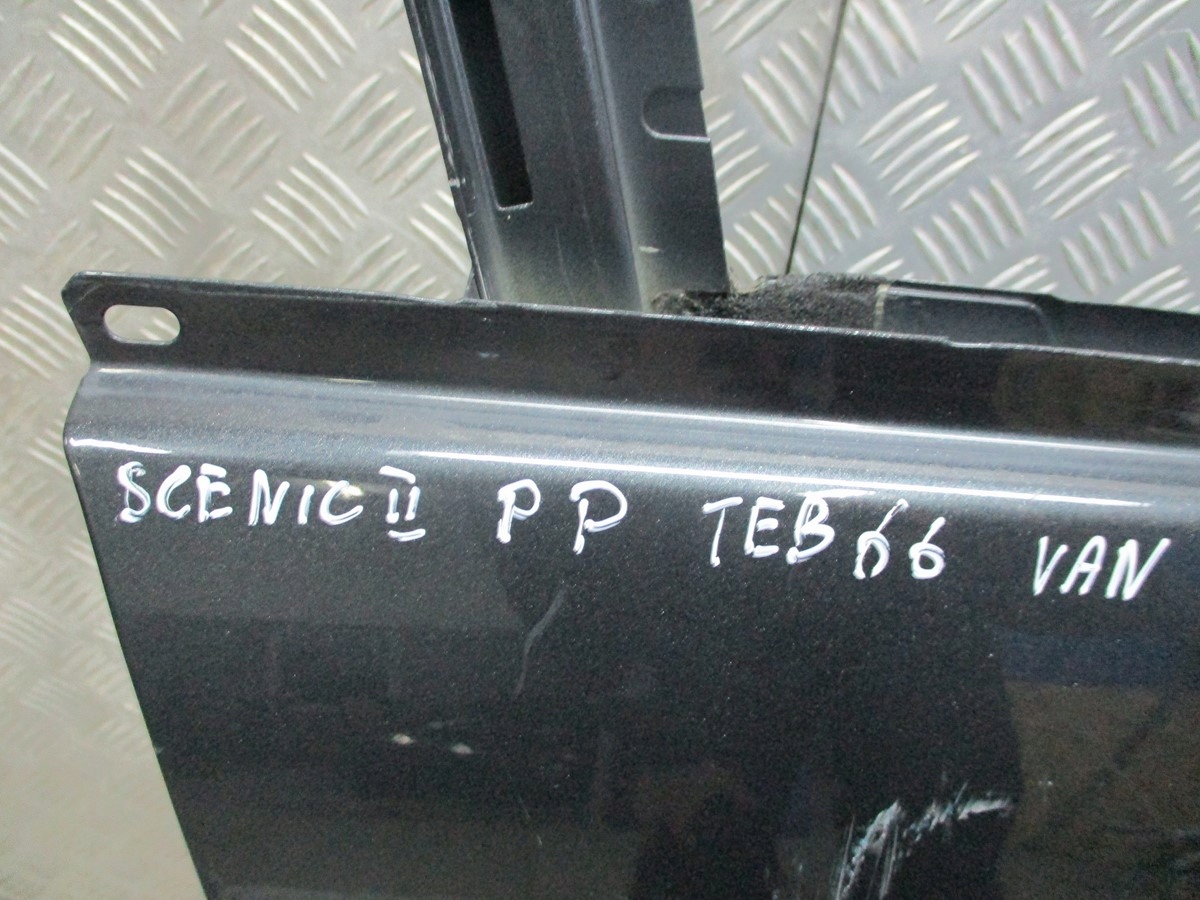 SCENIC II PP TEB66 VAN